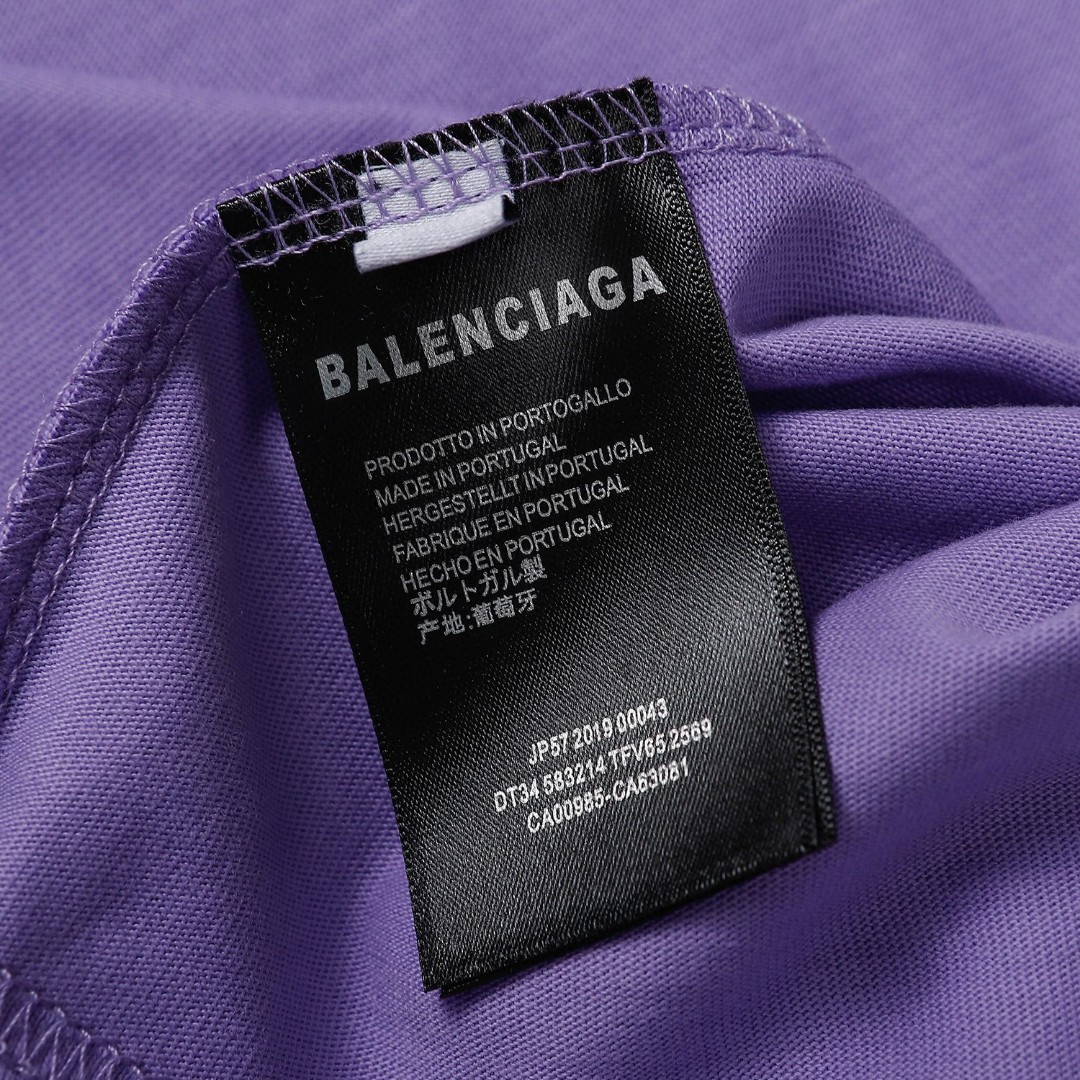 BALENCIAGA
PRODOTTO IN PORTOGALLO
MADE IN PORTUGAL
HERGESTELLT IN PORTUGAL
FABRIQUE EN PORTUGAL
HECHO EN PORTUGAL
ポルトガル製
产地:葡萄牙
JP57 2019 00043
DT34 583214 TFV65 2569
CA00985-CA63081